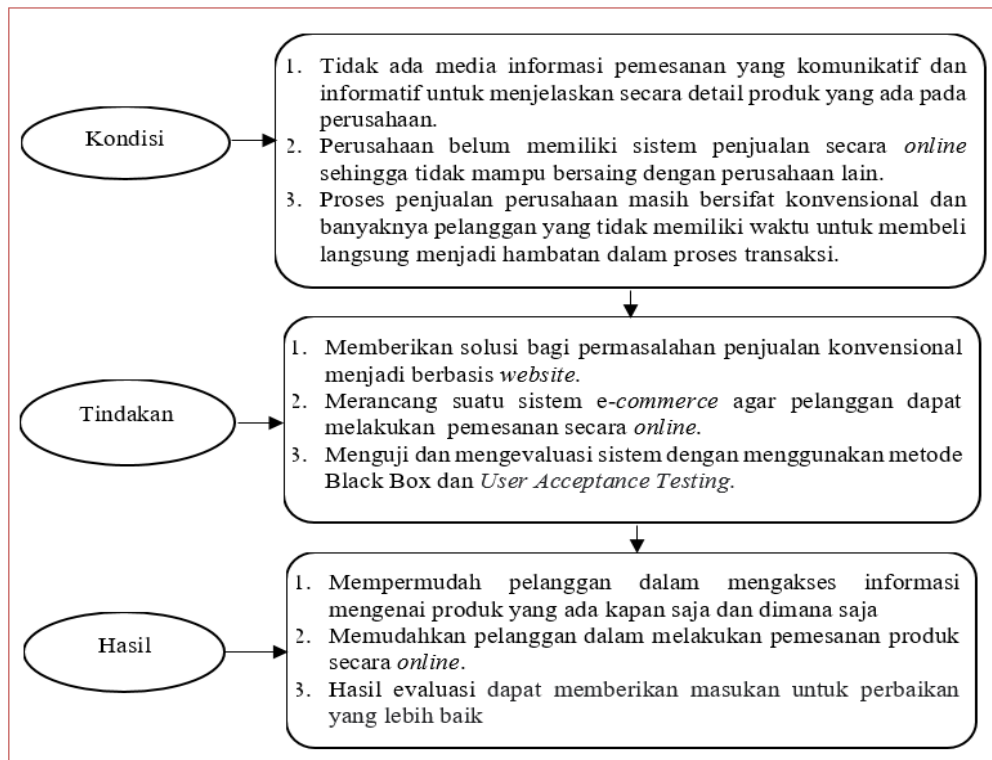 Kondisi
1. Tidak ada media informasi pemesanan yang komunikatif dan
informatif untuk menjelaskan secara detail produk yang ada pada
perusahaan.
2. Perusahaan belum memiliki sistem penjualan secara online
sehingga tidak mampu bersaing dengan perusahaan lain.
3. Proses penjualan perusahaan masih bersifat konvensional dan
banyaknya pelanggan yang tidak memiliki waktu untuk membeli
langsung menjadi hambatan dalam proses transaksi.
Tindakan
1. Memberikan solusi bagi permasalahan penjualan konvensional
menjadi berbasis website.
2. Merancang suatu sistem e-commerce agar pelanggan dapat
melakukan pemesanan secara online.
3. Menguji dan mengevaluasi sistem dengan menggunakan metode
Black Box dan User Acceptance Testing.
Hasil
1. Mempermudah pelanggan dalam mengakses informasi
mengenai produk yang ada kapan saja dan dimana saja
2. Memudahkan pelanggan dalam melakukan pemesanan produk
secara online.
3. Hasil evaluasi dapat memberikan masukan untuk perbaikan
yang lebih baik